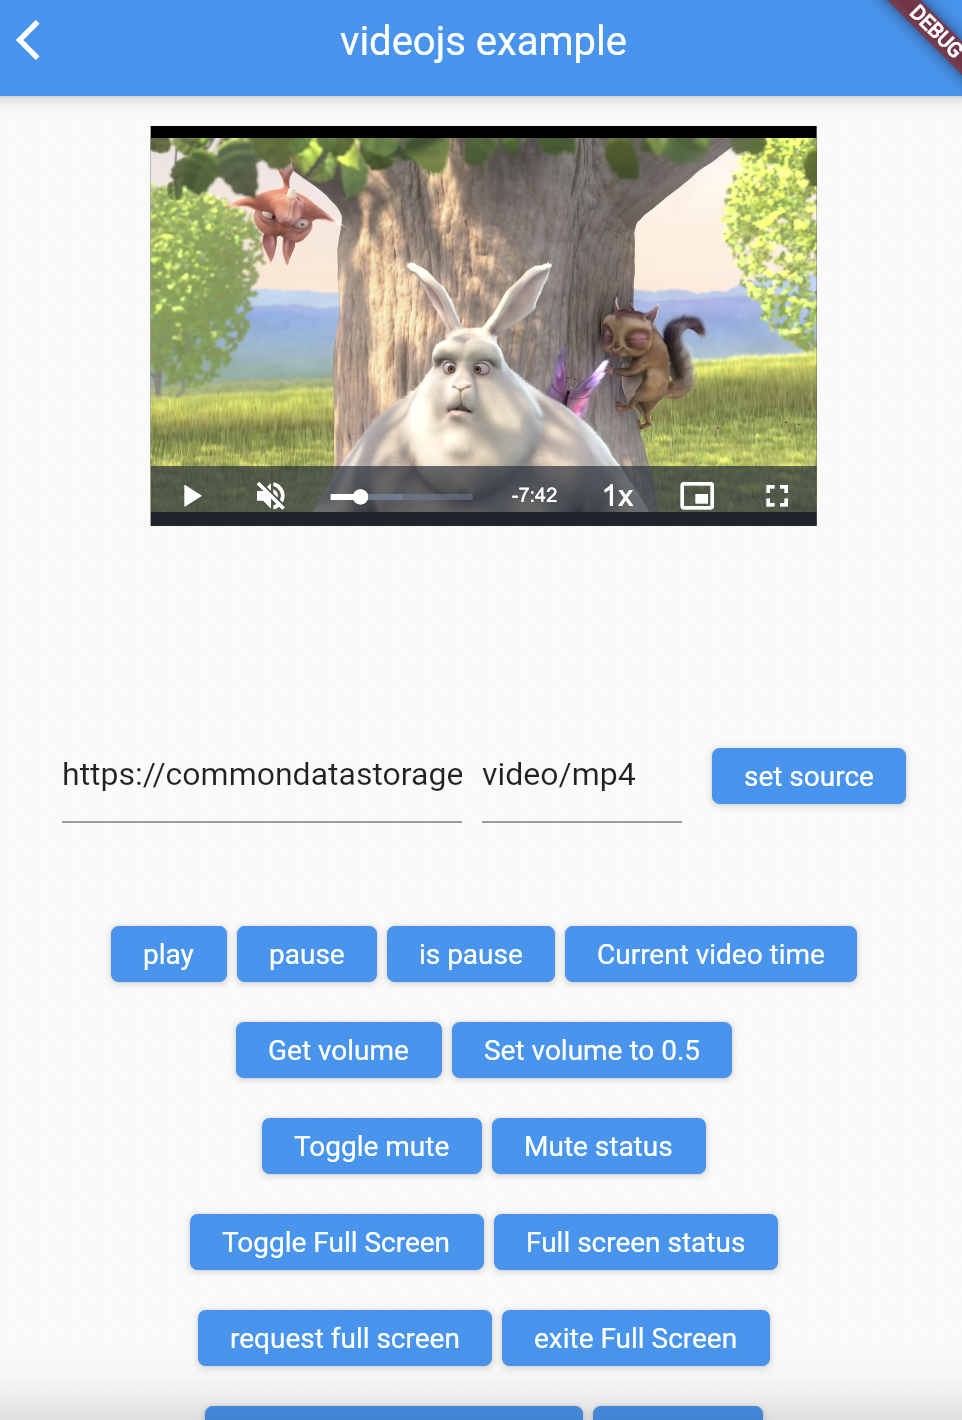 videojs example
DEBUG
-7:42
1x
https://commondatastorage
video/mp4
set source
play
pause
is pause
Current video time
Get volume
Set volume to 0.5
Toggle mute
Mute status
Toggle Full Screen
Full screen status
request full screen
exite Full Screen